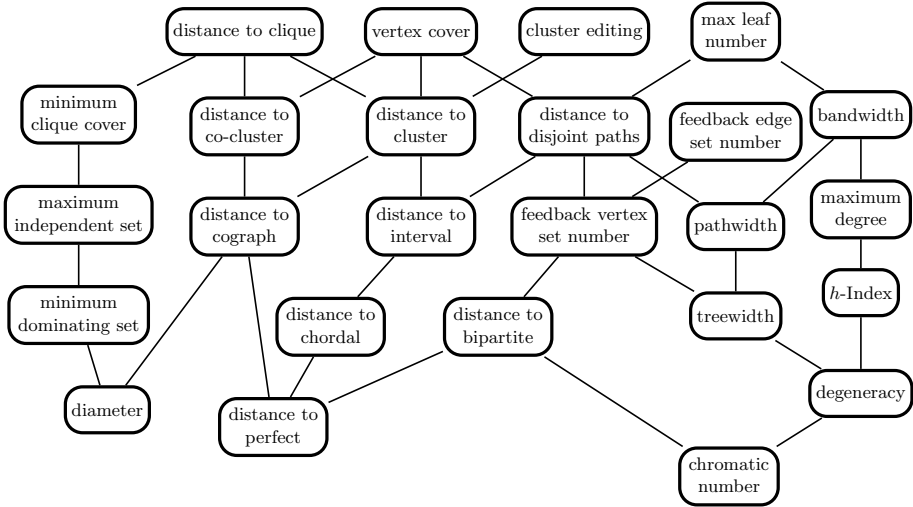 distance to clique
vertex cover
cluster editing
max leaf
number
minimum
clique cover
distance to
co-cluster
distance to
cluster
distance to
disjoint paths
feedback edge
set number
bandwidth
maximum
independent set
distance to
cograph
distance to
interval
feedback vertex
set number
pathwidth
maximum
degree
minimum
dominating set
distance to
chordal
distance to
bipartite
treewidth
h-Index
diameter
distance to
perfect
degeneracy
chromatic
number